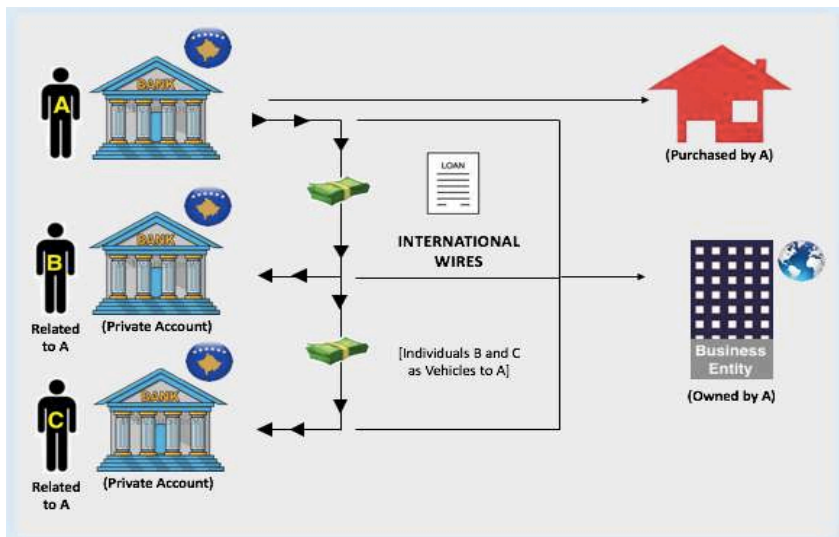 A
BANK
(Purchased by A)
LOAN
INTERNATIONAL
WIRES
B
BANK
Related
to A
(Private Account)
[Individuals B and C
as Vehicles to A]
Business
Entity
(Owned by A)
C
BANK
Related
to A
(Private Account)